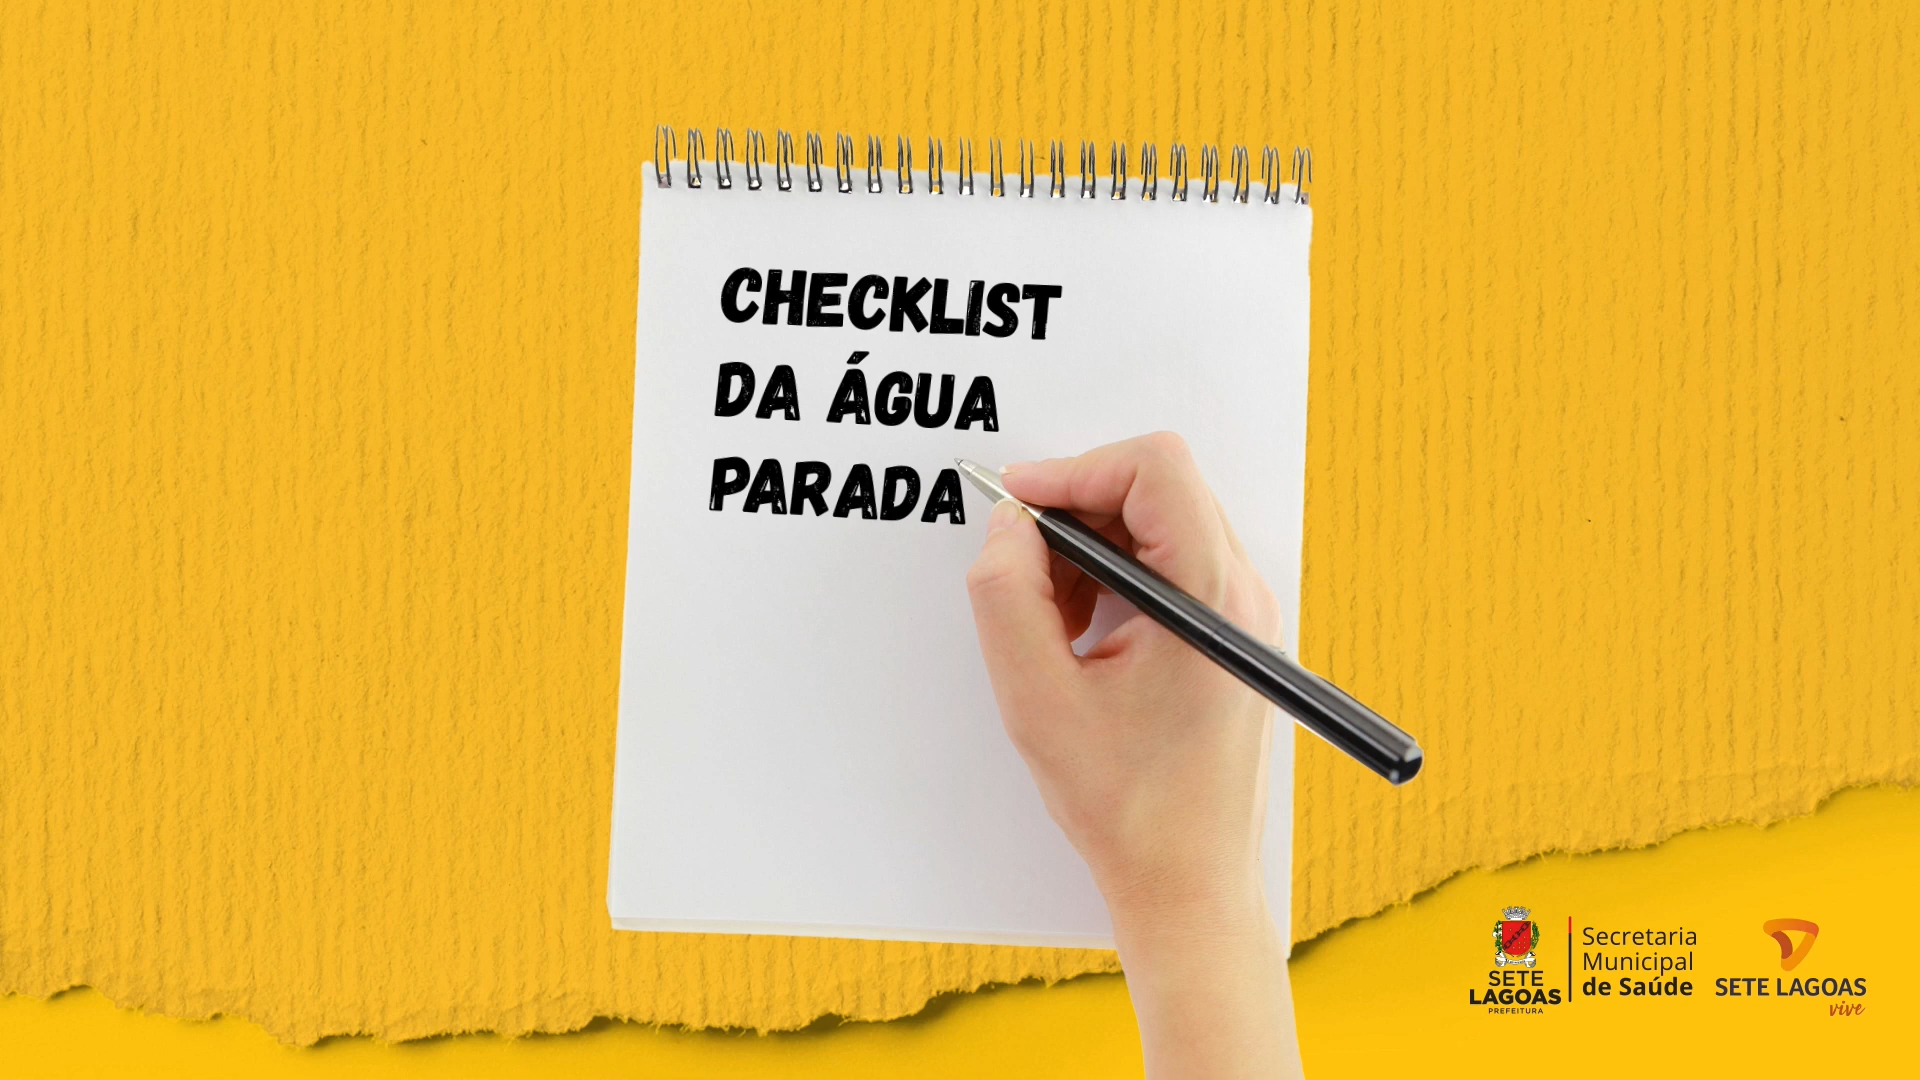 CHECKLIST
DA ÁGUA
PARADA
SETE
LAGOAS
PREFEITURA
Secretaria
Municipal
de Saúde
SETE LAGOAS
vive